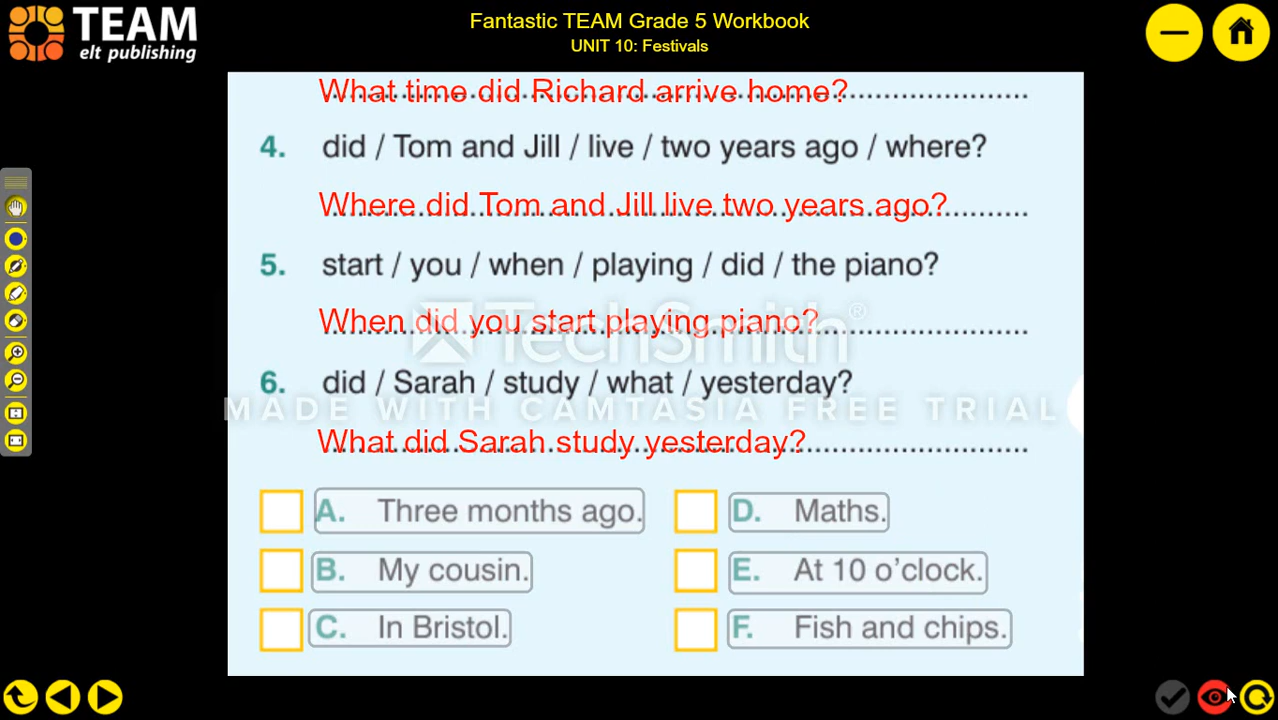 TEAM
elt publishing
Fantastic TEAM Grade 5 Workbook
UNIT 10: Festivals
What time did Richard arrive home?
4. did / Tom and Jill / live / two years ago / where?
Where did Tom and Jill live two years ago?
5. start / you / when / playing / did / the piano?
When did you start playing piano?
TechSmith®
6. did / Sarah / study / what / yesterday?
MADE WITH CAMTASIA FREE TRIAL
What did Sarah study yesterday?
A. Three months ago.
D. Maths.
B. My cousin.
E. At 10 o'clock.
C. In Bristol.
F. Fish and chips.